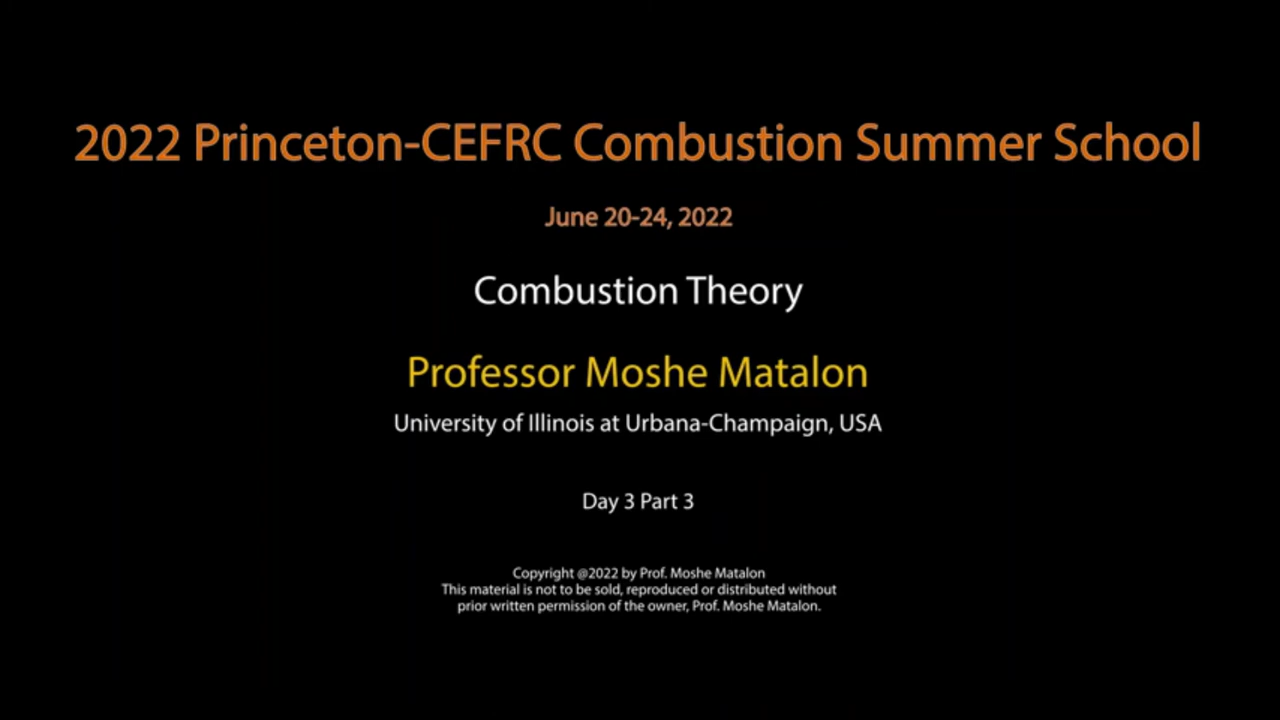 2022 Princeton-CEFRC Combustion Summer School
June 20-24, 2022
Combustion Theory
Professor Moshe Matalon
University of Illinois at Urbana-Champaign, USA
Day 3 Part 3
Copyright @2022 by Prof. Moshe Matalon
This material is not to be sold, reproduced or distributed without
prior written permission of the owner, Prof. Moshe Matalon.